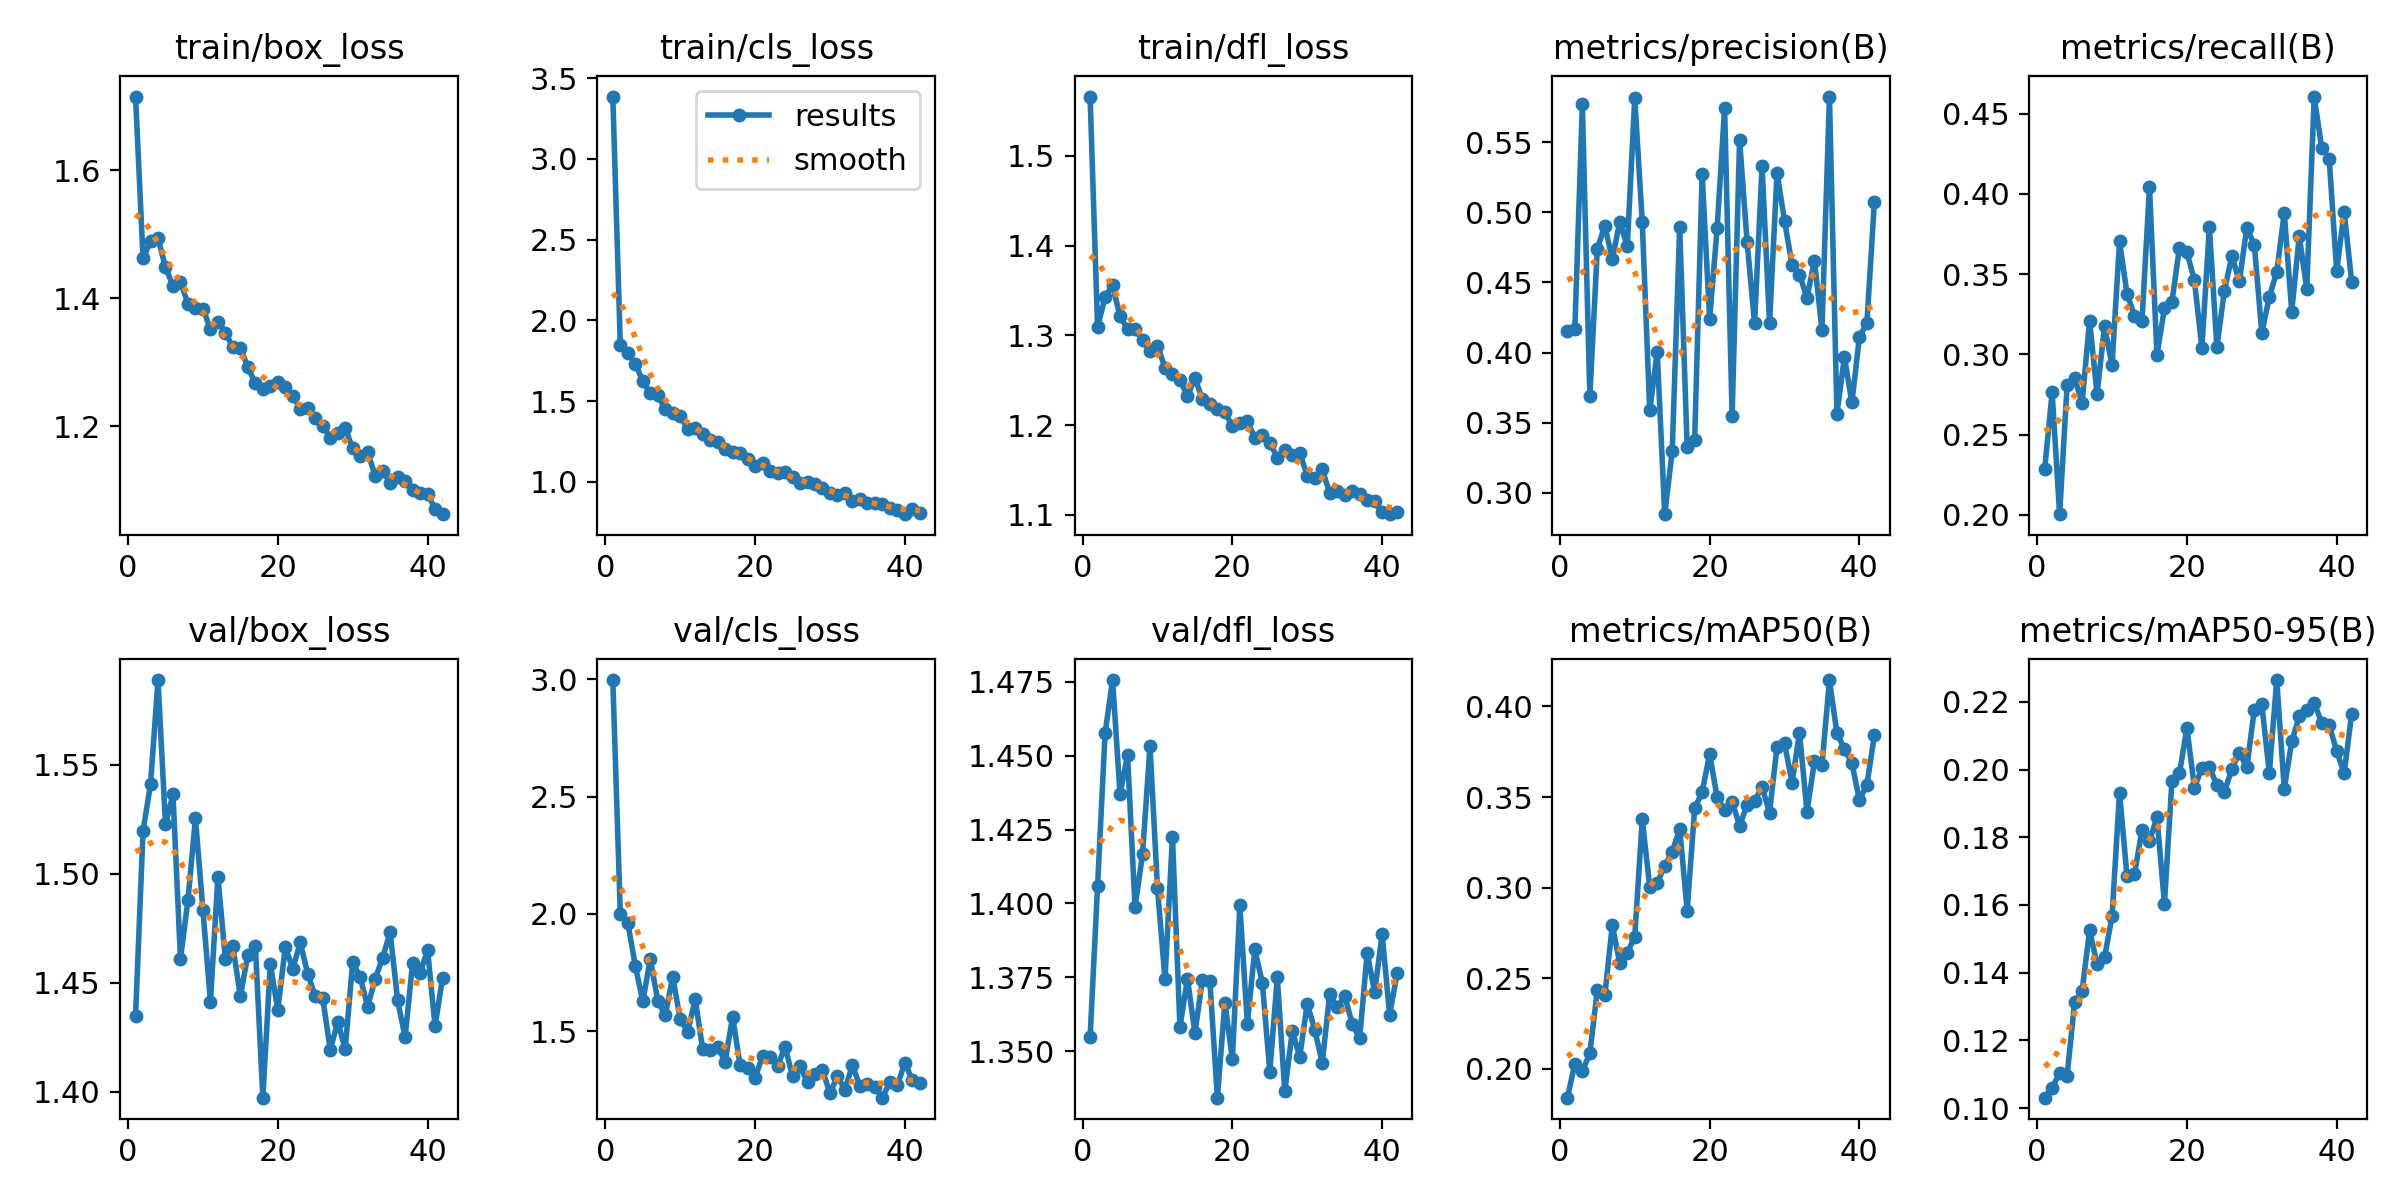 train/box_loss
train/cls_loss
train/dfl_loss
metrics/precision(B)
metrics/recall(B)
1.6
1.4
1.2
0 20 40
3.5
3.0
2.5
2.0
1.5
1.0
0 20 40
results
smooth
1.5
1.4
1.3
1.2
1.1
0 20 40
0.55
0.50
0.45
0.40
0.35
0.30
0 20 40
0.45
0.40
0.35
0.30
0.25
0.20
0 20 40
val/box_loss
val/cls_loss
val/dfl_loss
metrics/mAP50(B)
metrics/mAP50-95(B)
1.55
1.50
1.45
1.40
0 20 40
3.0
2.5
2.0
1.5
0 20 40
1.475
1.450
1.425
1.400
1.375
1.350
0 20 40
0.40
0.35
0.30
0.25
0.20
0 20 40
0.22
0.20
0.18
0.16
0.14
0.12
0.10
0 20 40